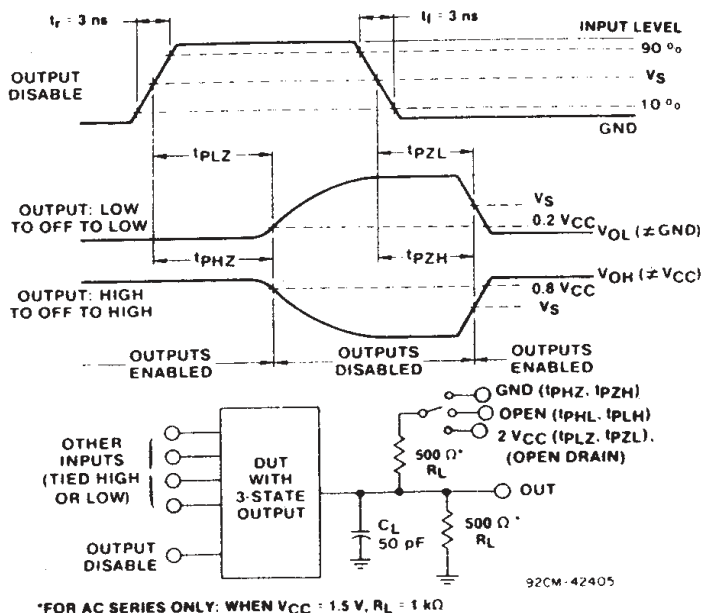 tr = 3 ns
tf = 3 ns
INPUT LEVEL
90 %
OUTPUT
DISABLE
VS
10 %
GND
tPLZ
tPZL
OUTPUT: LOW
TO OFF TO LOW
VS
0.2 VCC
VOL (≠ GND)
tPHZ
tPZH
OUTPUT: HIGH
TO OFF TO HIGH
VOH (≠ VCC)
0.8 VCC
VS
OUTPUTS
ENABLED
OUTPUTS
DISABLED
OUTPUTS
ENABLED
GND (tPHZ, tPZH)
OPEN (tPHL, tPLH)
2 VCC (tPLZ, tPZL),
(OPEN DRAIN)
OTHER
INPUTS
(TIED HIGH
OR LOW)
DUT
WITH
3-STATE
OUTPUT
500 Ω*
RL
OUT
CL
50 pF
500 Ω*
RL
OUTPUT
DISABLE
92CM-42405
*FOR AC SERIES ONLY: WHEN VCC = 1.5 V, RL = 1 kΩ